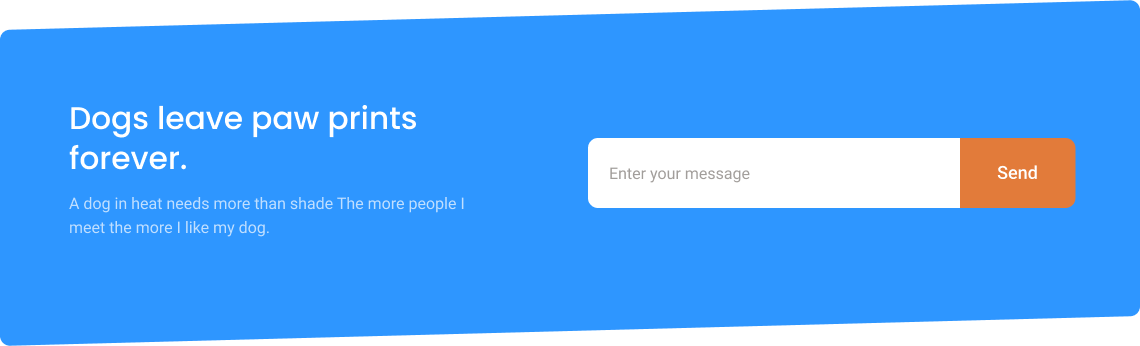 Dogs leave paw prints
forever.
A dog in heat needs more than shade The more people I
meet the more I like my dog.
Enter your message
Send